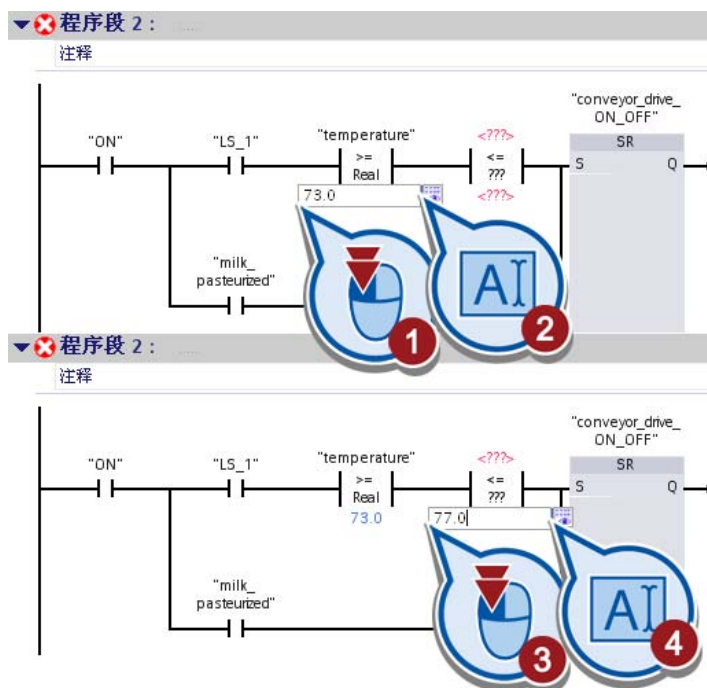 程序段 2：
注释
"conveyor_drive_
ON_OFF"
"ON"
"LS_1"
"temperature"
<???>
SR
>=
Real
<=
???
S
Q
73.0
<???>
A
"milk_
pasteurized"
1
2
程序段 2：
注释
"conveyor_drive_
ON_OFF"
"ON"
"LS_1"
"temperature"
<???>
SR
>=
Real
<=
???
S
Q
73.0
77.0
A
"milk_
pasteurized"
3
4